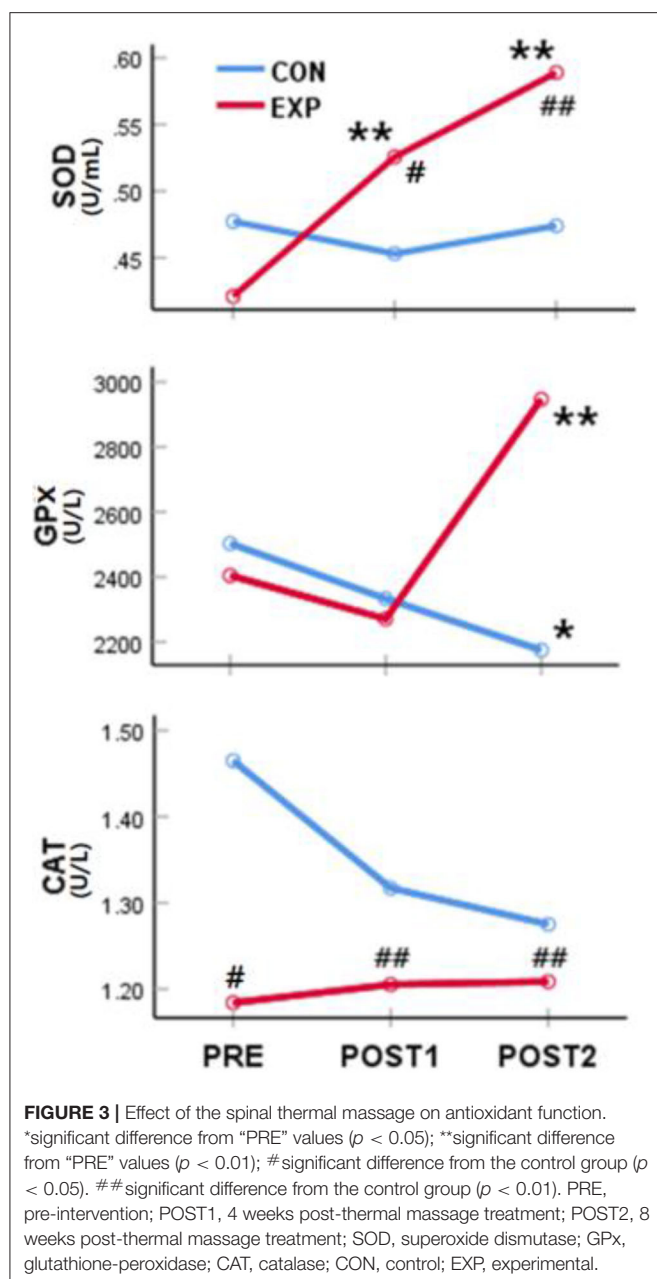 .60
**
CON
EXP
.55
**
##
SOD
(U/mL)
#
.50
.45
3000
2800
**
GPX
(U/L)
2600
2400
2200
*
1.50
1.40
CAT
(U/L)
1.30
# ## ##
1.20
PRE POST1 POST2
FIGURE 3 | Effect of the spinal thermal massage on antioxidant function.
*significant difference from “PRE” values (p < 0.05); **significant difference
from “PRE” values (p < 0.01); #significant difference from the control group (p
< 0.05). ##significant difference from the control group (p < 0.01). PRE,
pre-intervention; POST1, 4 weeks post-thermal massage treatment; POST2, 8
weeks post-thermal massage treatment; SOD, superoxide dismutase; GPx,
glutathione-peroxidase; CAT, catalase; CON, control; EXP, experimental.